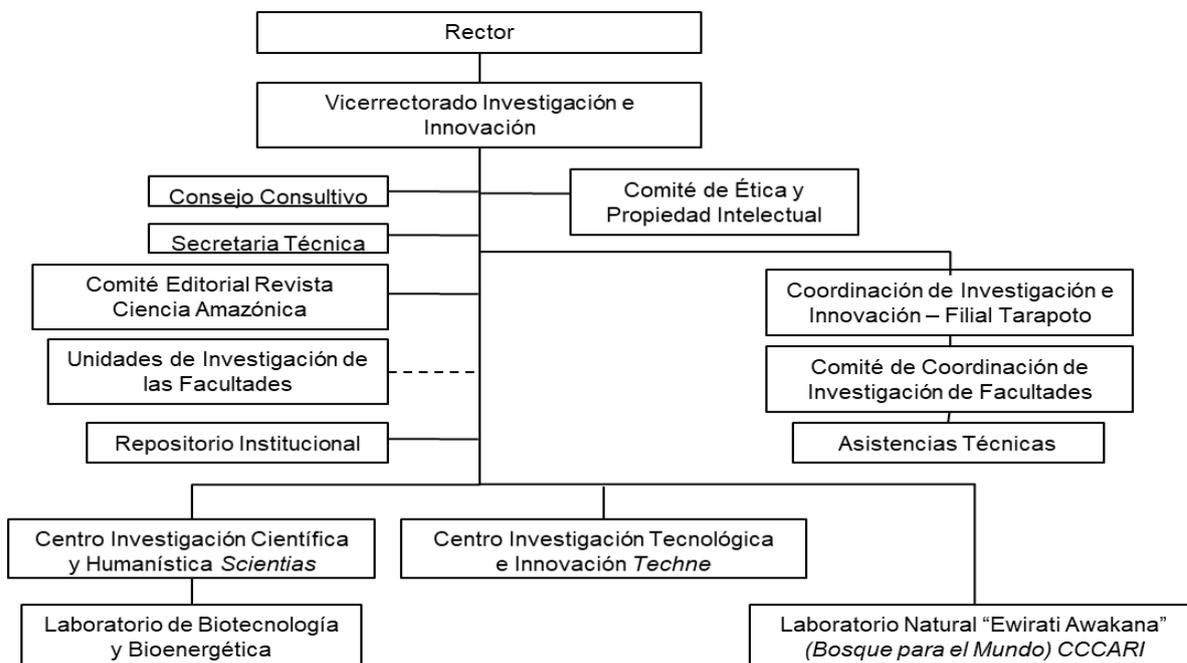 Rector
Vicerrectorado Investigación e
Innovación
Consejo Consultivo
Comité de Ética y
Propiedad Intelectual
Secretaria Técnica
Comité Editorial Revista
Ciencia Amazónica
Coordinación de Investigación e
Innovación – Filial Tarapoto
Unidades de Investigación de
las Facultades
Comité de Coordinación de
Investigación de Facultades
Repositorio Institucional
Asistencias Técnicas
Centro Investigación Científica
y Humanística Scientias
Centro Investigación Tecnológica
e Innovación Techne
Laboratorio de Biotecnología
y Bioenergética
Laboratorio Natural “Ewirati Awakana”
(Bosque para el Mundo) CCCARI